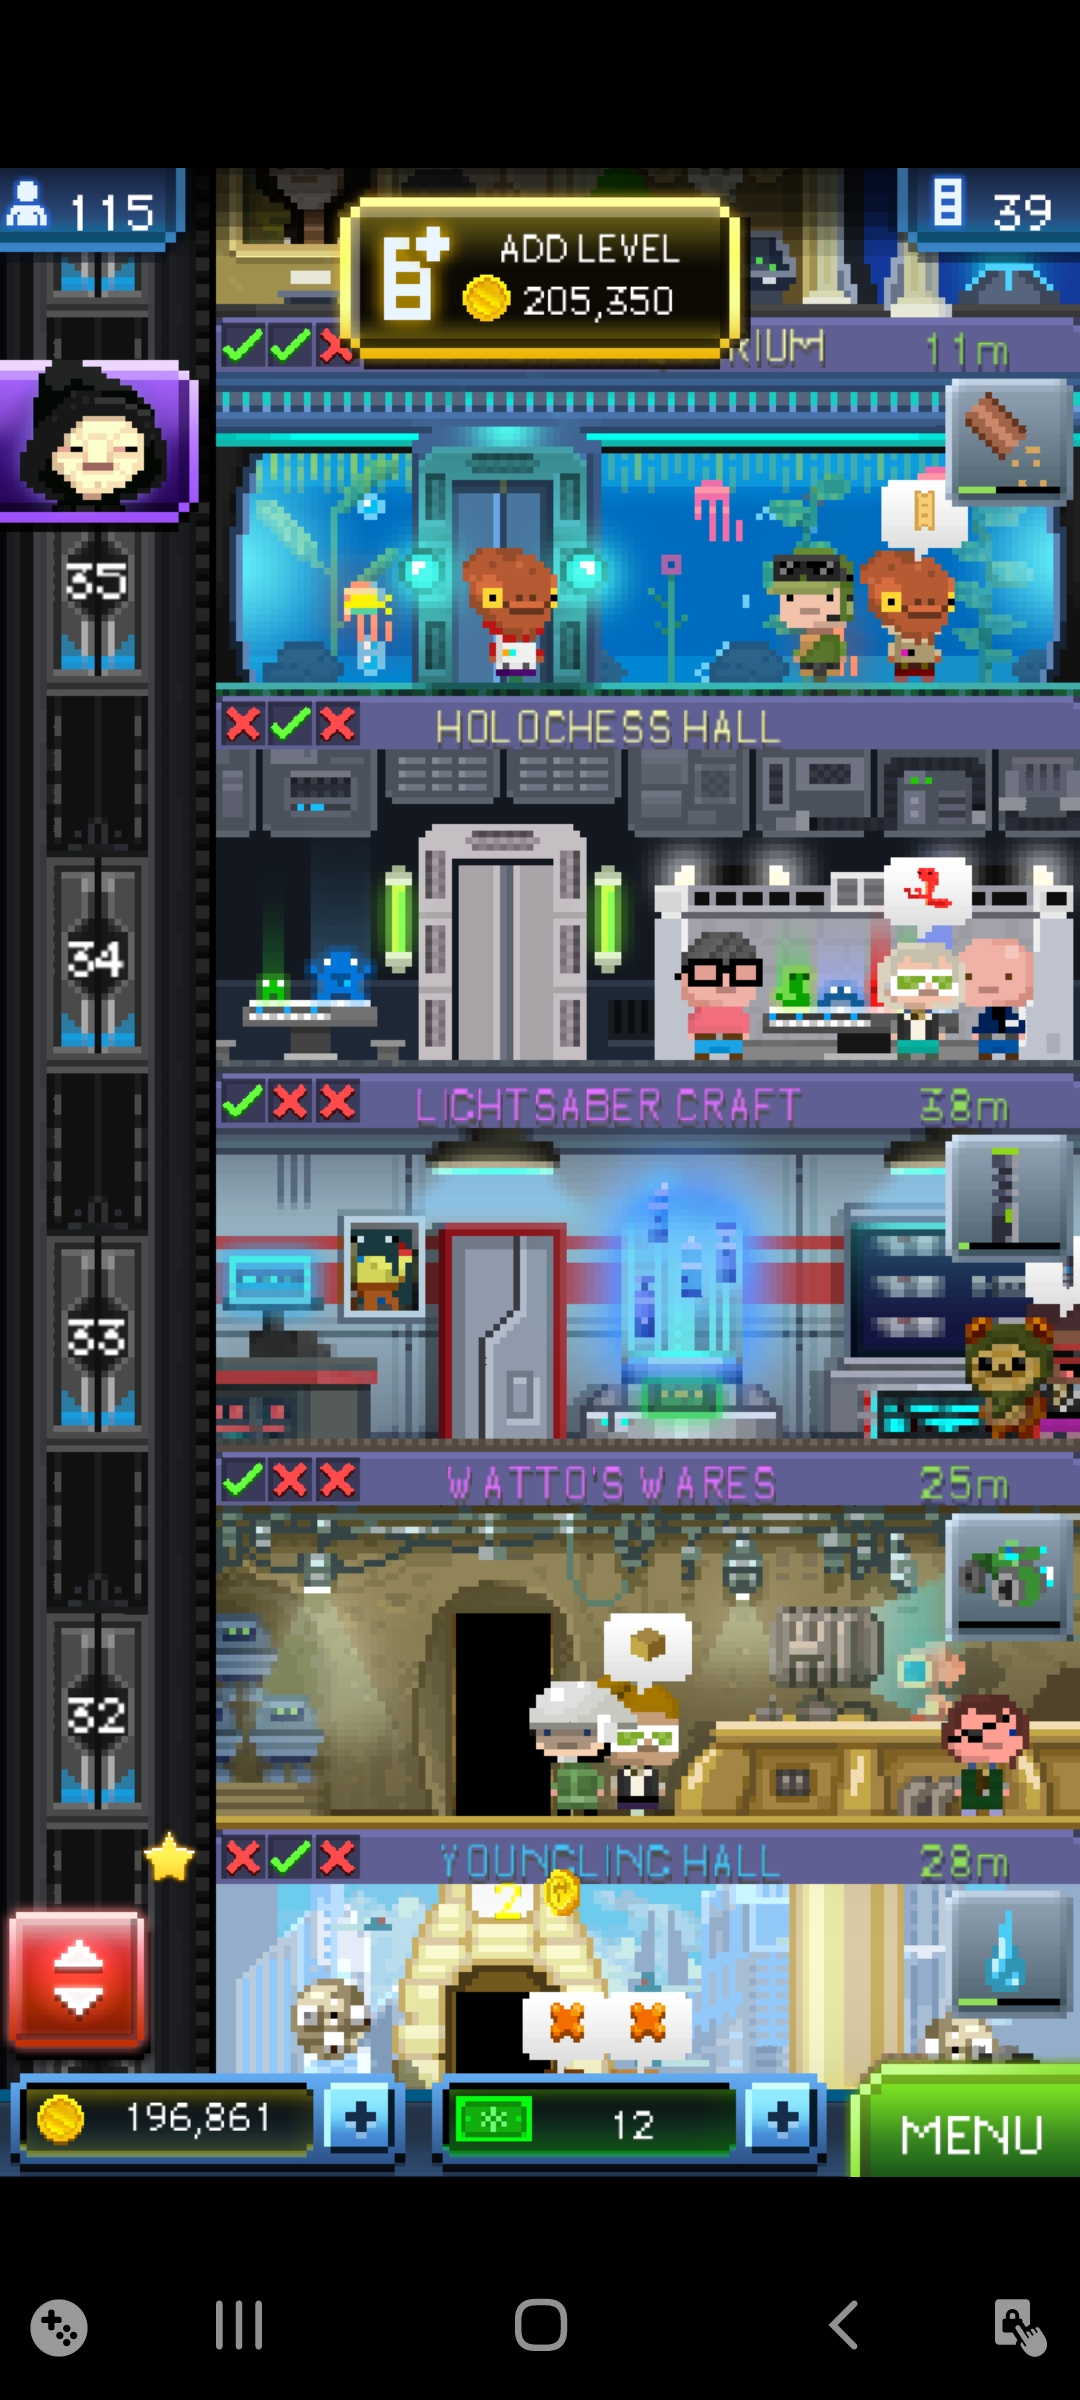 115
ADD LEVEL
205,350
39
RIUM
11m
35
HOLOCHESS HALL
34
LIGHTSABER CRAFT
38m
33
WATTO'S WARES
25m
32
YOUNGLING HALL
28m
2
196,861
12
MENU